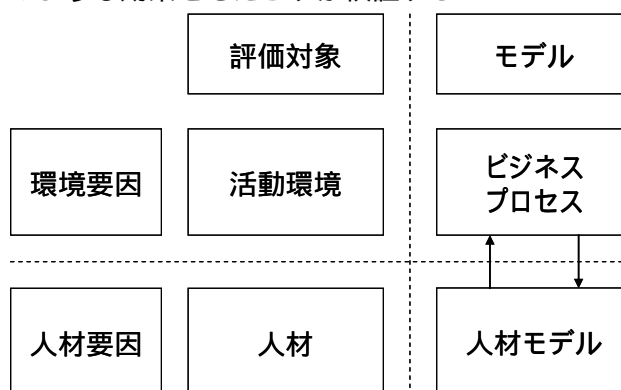 評価対象
モデル
環境要因
活動環境
ビジネス
プロセス
人材要因
人材
人材モデル